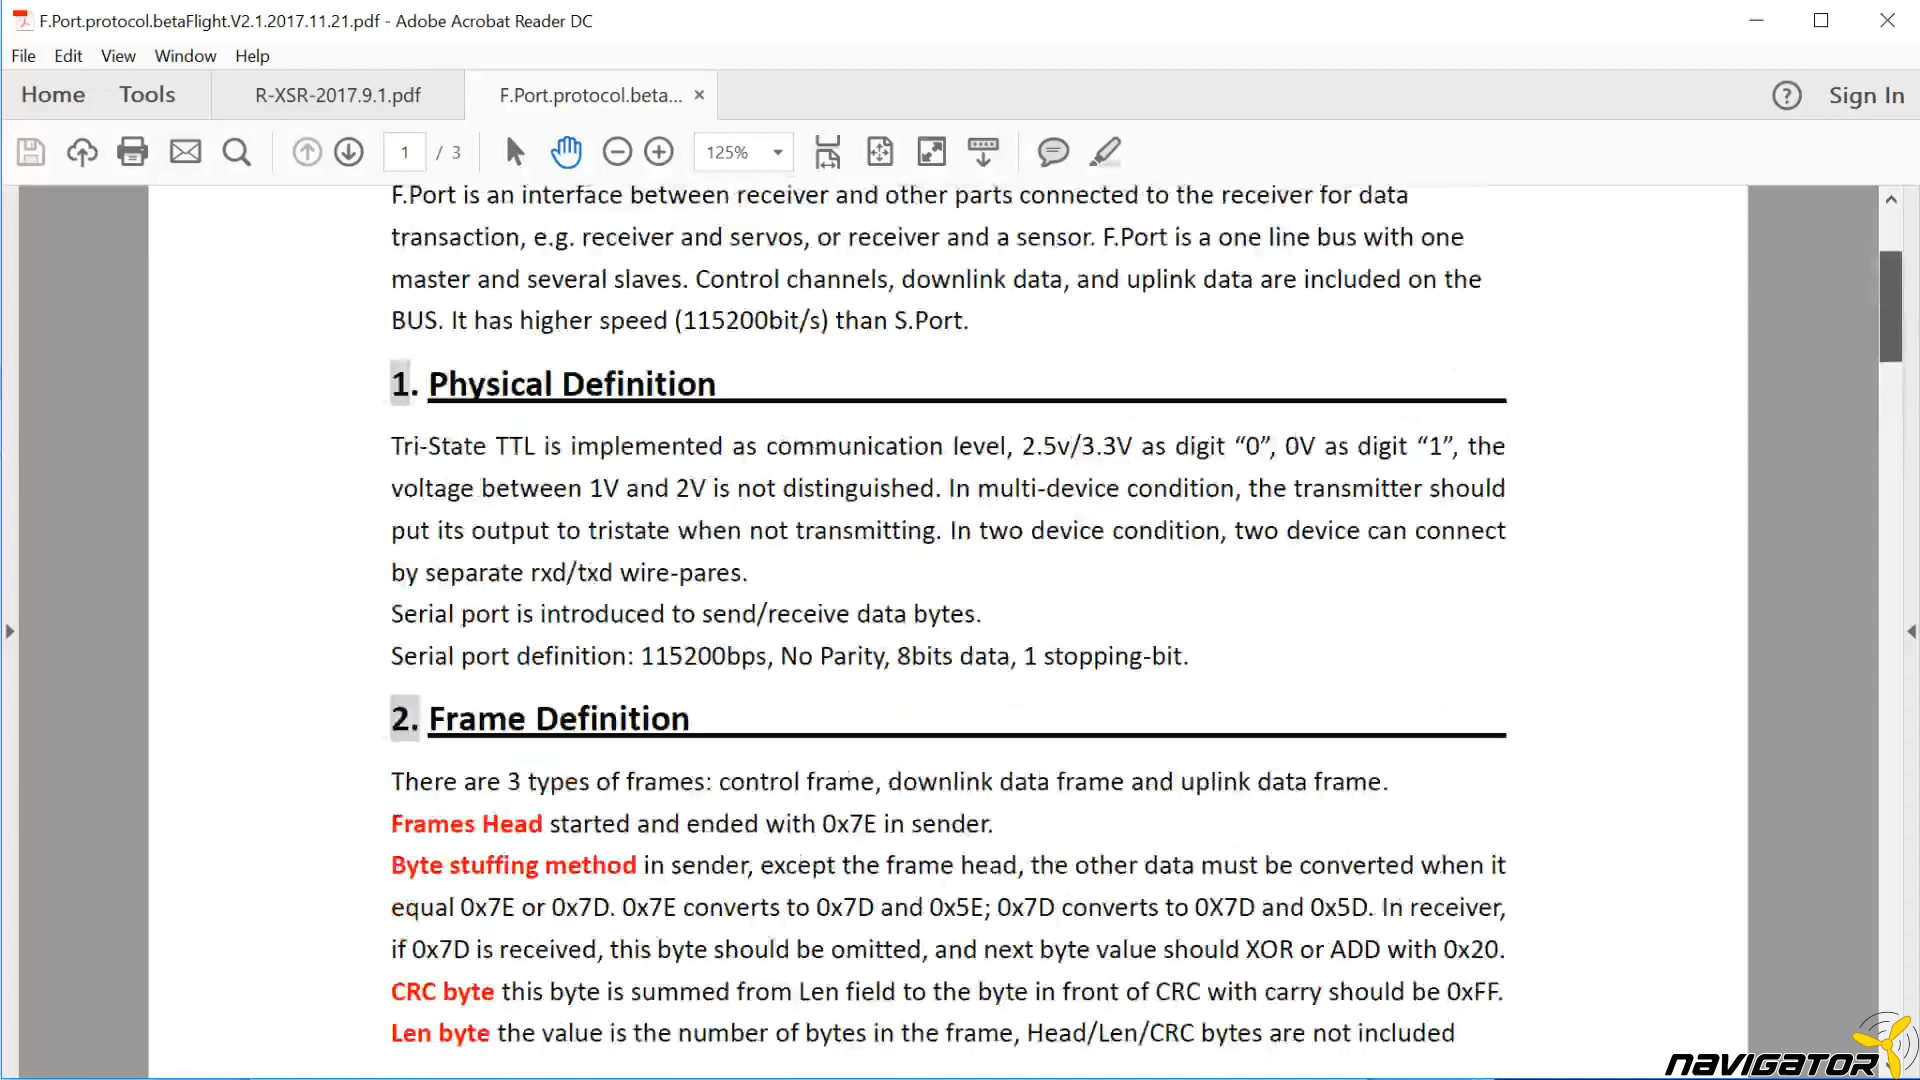 F.Port.protocol.betaFlight.V2.1.2017.11.21.pdf - Adobe Acrobat Reader DC
File Edit View Window Help
Home Tools R-XSR-2017.9.1.pdf F.Port.protocol.beta... × ? Sign In
1 / 3 125%
F.Port is an interface between receiver and other parts connected to the receiver for data
transaction, e.g. receiver and servos, or receiver and a sensor. F.Port is a one line bus with one
master and several slaves. Control channels, downlink data, and uplink data are included on the
BUS. It has higher speed (115200bit/s) than S.Port.
1. Physical Definition
Tri-State TTL is implemented as communication level, 2.5v/3.3V as digit “0”, 0V as digit “1”, the
voltage between 1V and 2V is not distinguished. In multi-device condition, the transmitter should
put its output to tristate when not transmitting. In two device condition, two device can connect
by separate rxd/txd wire-pares.
Serial port is introduced to send/receive data bytes.
Serial port definition: 115200bps, No Parity, 8bits data, 1 stopping-bit.
2. Frame Definition
There are 3 types of frames: control frame, downlink data frame and uplink data frame.
Frames Head started and ended with 0x7E in sender.
Byte stuffing method in sender, except the frame head, the other data must be converted when it
equal 0x7E or 0x7D. 0x7E converts to 0x7D and 0x5E; 0x7D converts to 0X7D and 0x5D. In receiver,
if 0x7D is received, this byte should be omitted, and next byte value should XOR or ADD with 0x20.
CRC byte this byte is summed from Len field to the byte in front of CRC with carry should be 0xFF.
Len byte the value is the number of bytes in the frame, Head/Len/CRC bytes are not included
NAVIGATOR